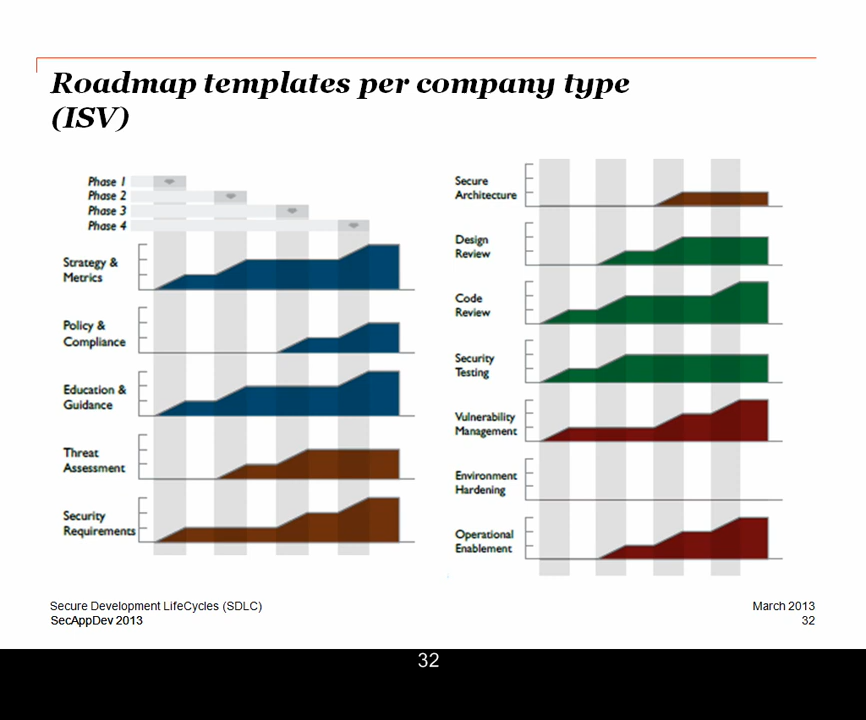 Roadmap templates per company type
(ISV)
Phase 1
Phase 2
Phase 3
Phase 4
Strategy &
Metrics
Policy &
Compliance
Education &
Guidance
Threat
Assessment
Security
Requirements
Secure
Architecture
Design
Review
Code
Review
Security
Testing
Vulnerability
Management
Environment
Hardening
Operational
Enablement
Secure Development LifeCycles (SDLC)
SecAppDev 2013
March 2013
32
32